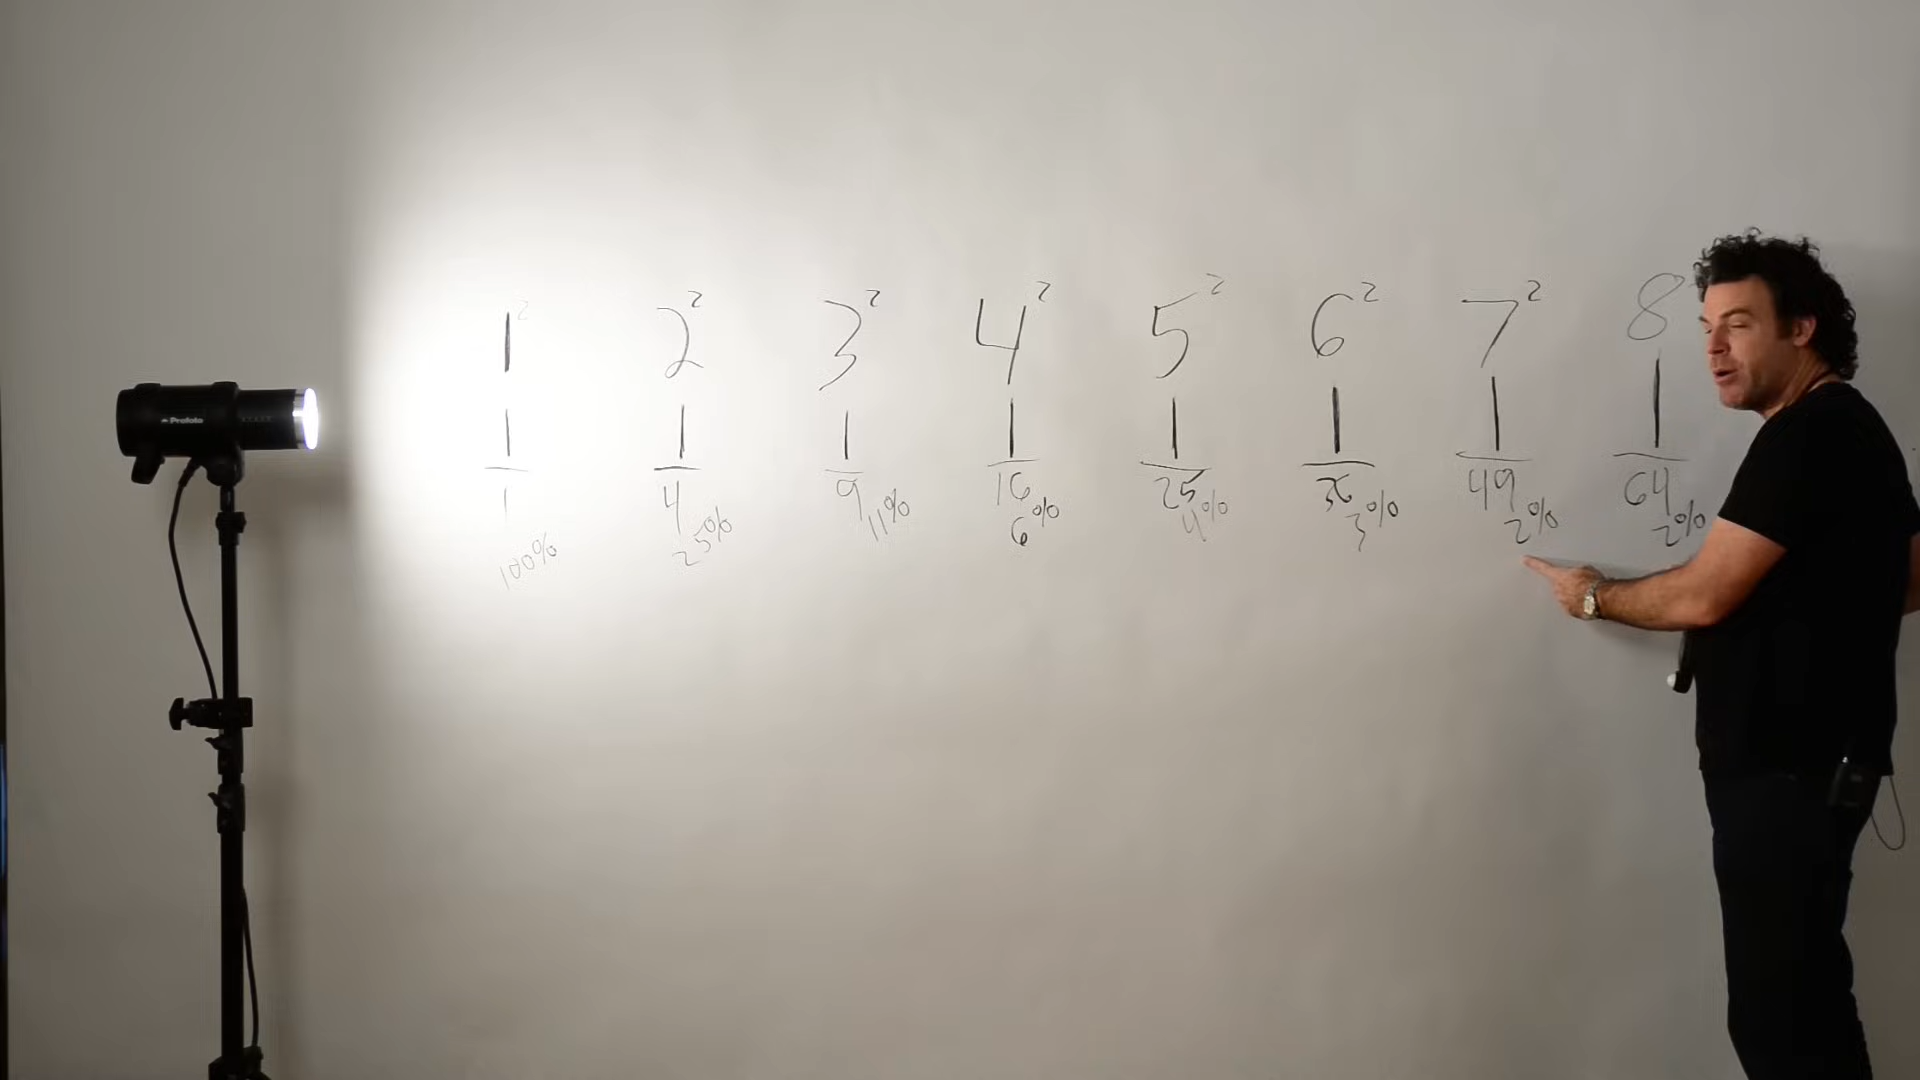 1² 2² 3² 4² 5² 6² 7² 8
1/1 1/4 1/9 1/16 1/25 1/36 1/49 1/64
100% 25% 11% 6% 4% 3% 2% 2%
Profoto